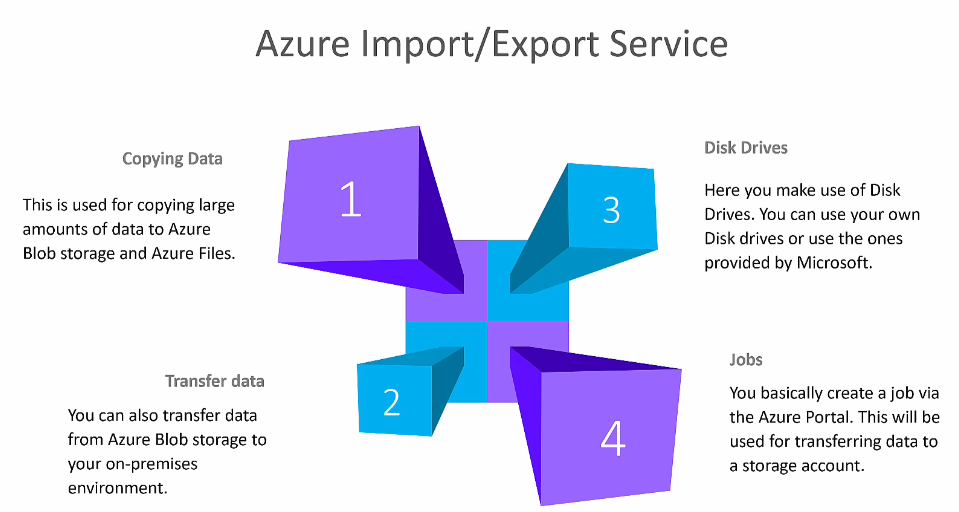 Azure Import/Export Service
Copying Data
This is used for copying large
amounts of data to Azure
Blob storage and Azure Files.
1
Transfer data
You can also transfer data
from Azure Blob storage to
your on-premises
environment.
2
Disk Drives
Here you make use of Disk
Drives. You can use your own
Disk drives or use the ones
provided by Microsoft.
3
Jobs
You basically create a job via
the Azure Portal. This will be
used for transferring data to
a storage account.
4